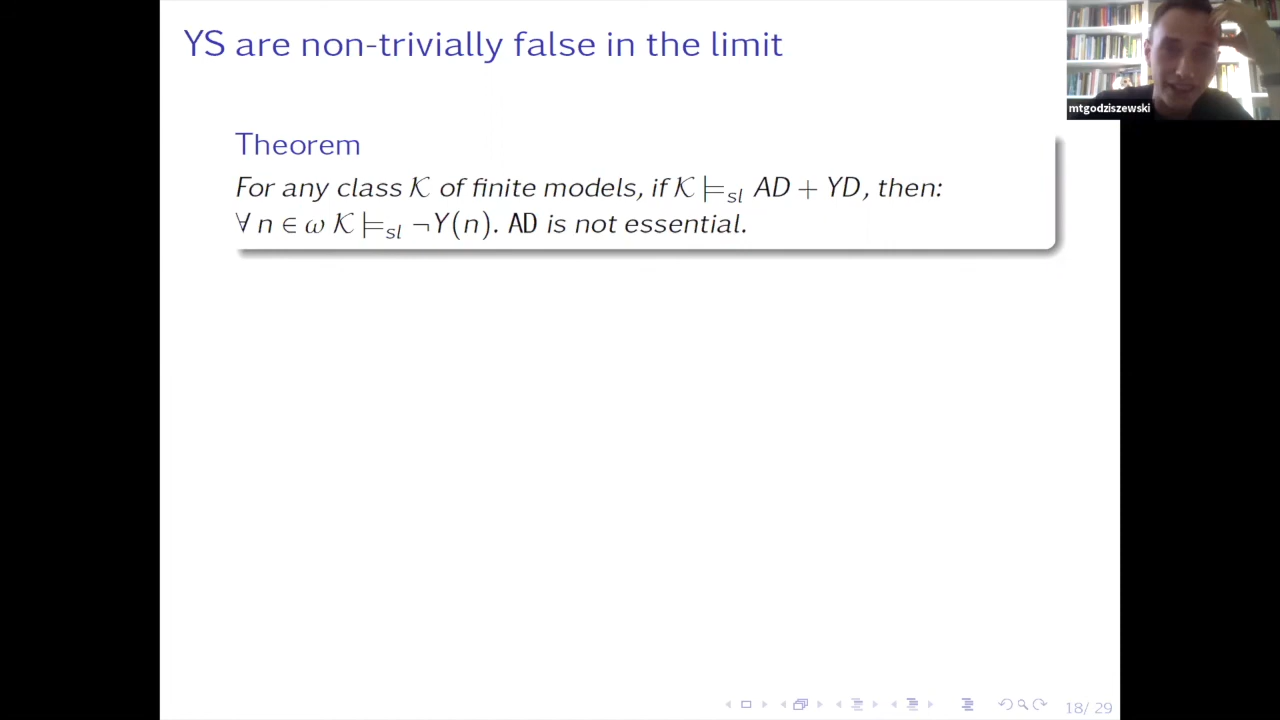 YS are non-trivially false in the limit
mtgodziszewski
Theorem
For any class 𝒦 of finite models, if 𝒦 ⊨sl AD + YD, then:
∀ n ∈ ω 𝒦 ⊨sl ¬Y(n). AD is not essential.
18 / 29